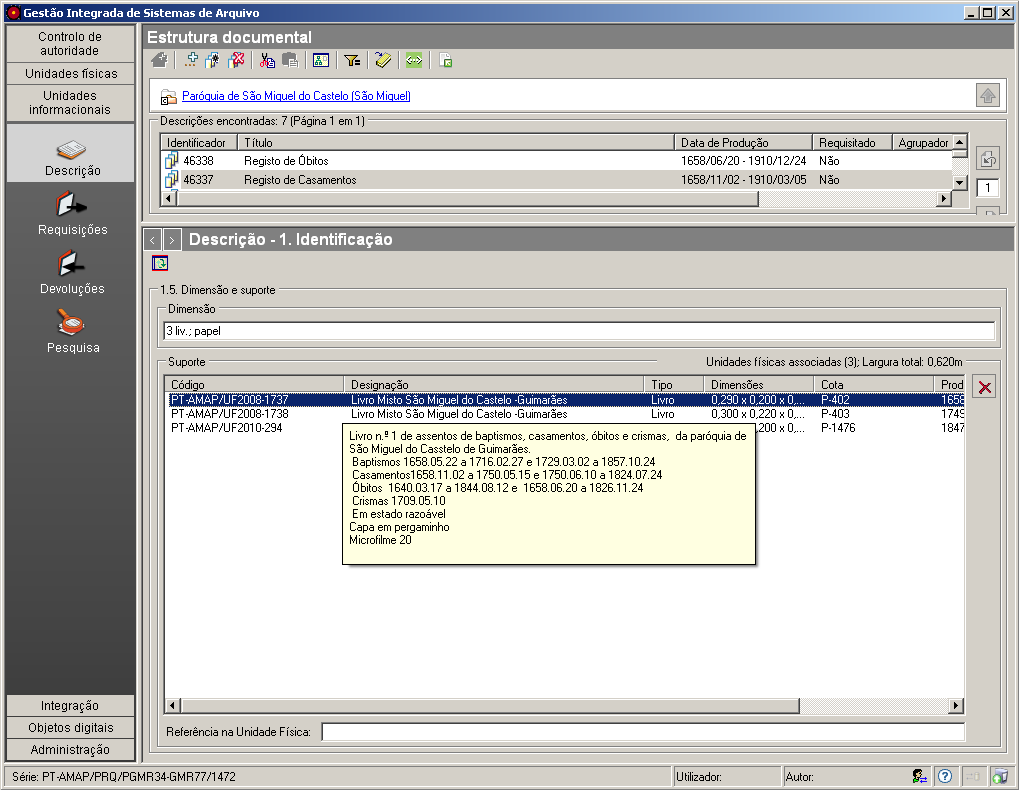 Gestão Integrada de Sistemas de Arquivo
Controlo de
autoridade
Unidades físicas
Unidades
informacionais
Descrição
Requisições
Devoluções
Pesquisa
Integração
Objetos digitais
Administração
Estrutura documental
Paróquia de São Miguel do Castelo (São Miguel)
Descrições encontradas: 7 (Página 1 em 1)
Identificador Título Data de Produção Requisitado Agrupador
46338 Registo de Óbitos 1658/06/20 - 1910/12/24 Não
46337 Registo de Casamentos 1658/11/02 - 1910/03/05 Não
1
< > Descrição - 1. Identificação
1.5. Dimensão e suporte
Dimensão
3 liv.; papel
Suporte Unidades físicas associadas (3); Largura total: 0,620m
Código Designação Tipo Dimensões Cota Prod
PT-AMAP/UF2008-1737 Livro Misto São Miguel do Castelo -Guimarães Livro 0,290 x 0,200 x 0,... P-402 1658
PT-AMAP/UF2008-1738 Livro Misto São Miguel do Castelo -Guimarães Livro 0,300 x 0,220 x 0,... P-403 1749
PT-AMAP/UF2010-294 ,200 x 0,... P-1476 1847
Livro n.º 1 de assentos de baptismos, casamentos, óbitos e crismas, da paróquia de
São Miguel do Casstelo de Guimarães.
Baptismos 1658.05.22 a 1716.02.27 e 1729.03.02 a 1857.10.24
Casamentos1658.11.02 a 1750.05.15 e 1750.06.10 a 1824.07.24
Óbitos 1640.03.17 a 1844.08.12 e 1658.06.20 a 1826.11.24
Crismas 1709.05.10
Em estado razoável
Capa em pergaminho
Microfilme 20
Referência na Unidade Física:
Série: PT-AMAP/PRQ/PGMR34-GMR77/1472 Utilizador: Autor: